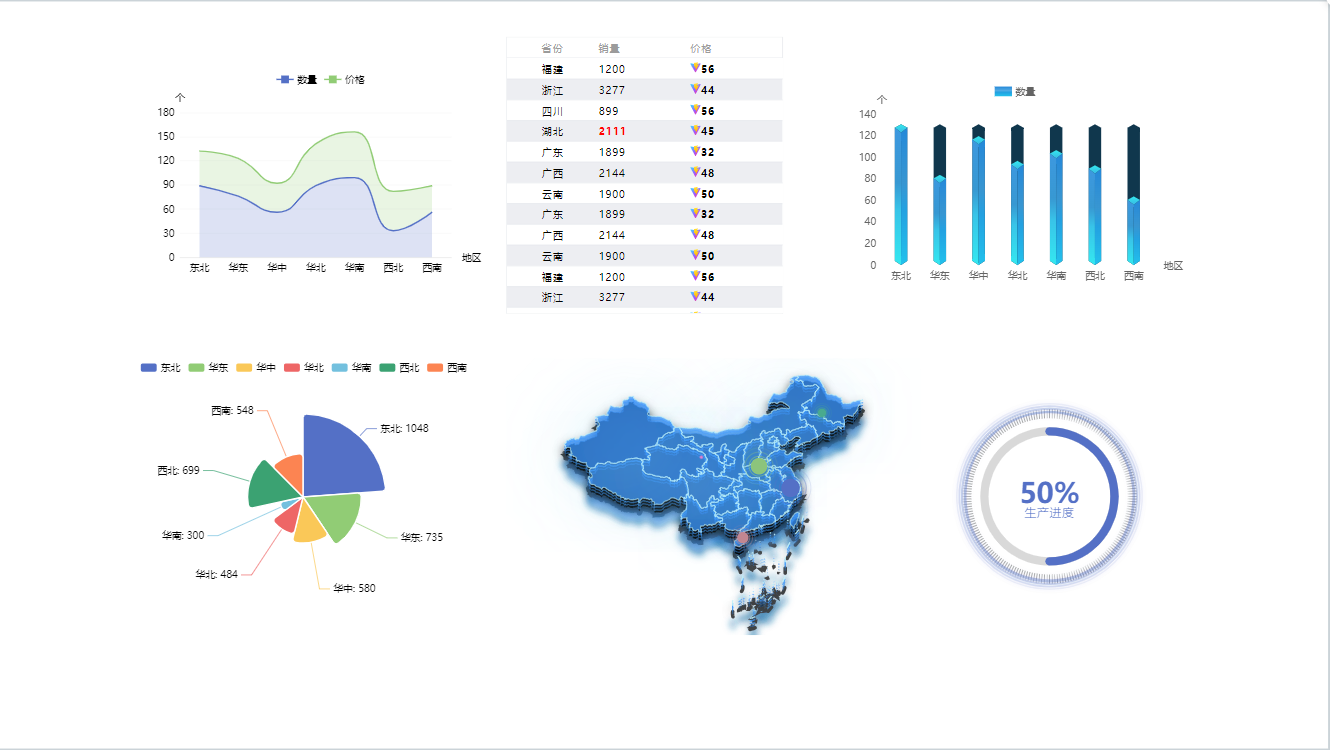 数量 价格
个
180
150
120
90
60
30
0
东北 华东 华中 华北 华南 西北 西南
地区
省份 销量 价格
福建 1200 56
浙江 3277 44
四川 899 56
湖北 2111 45
广东 1899 32
广西 2144 48
云南 1900 50
广东 1899 32
广西 2144 48
云南 1900 50
福建 1200 56
浙江 3277 44
数量
个
140
120
100
80
60
40
20
0
东北 华东 华中 华北 华南 西北 西南
地区
东北 华东 华中 华北 华南 西北 西南
西南: 548
东北: 1048
西北: 699
华南: 300
华东: 735
华北: 484
华中: 580
50%
生产进度